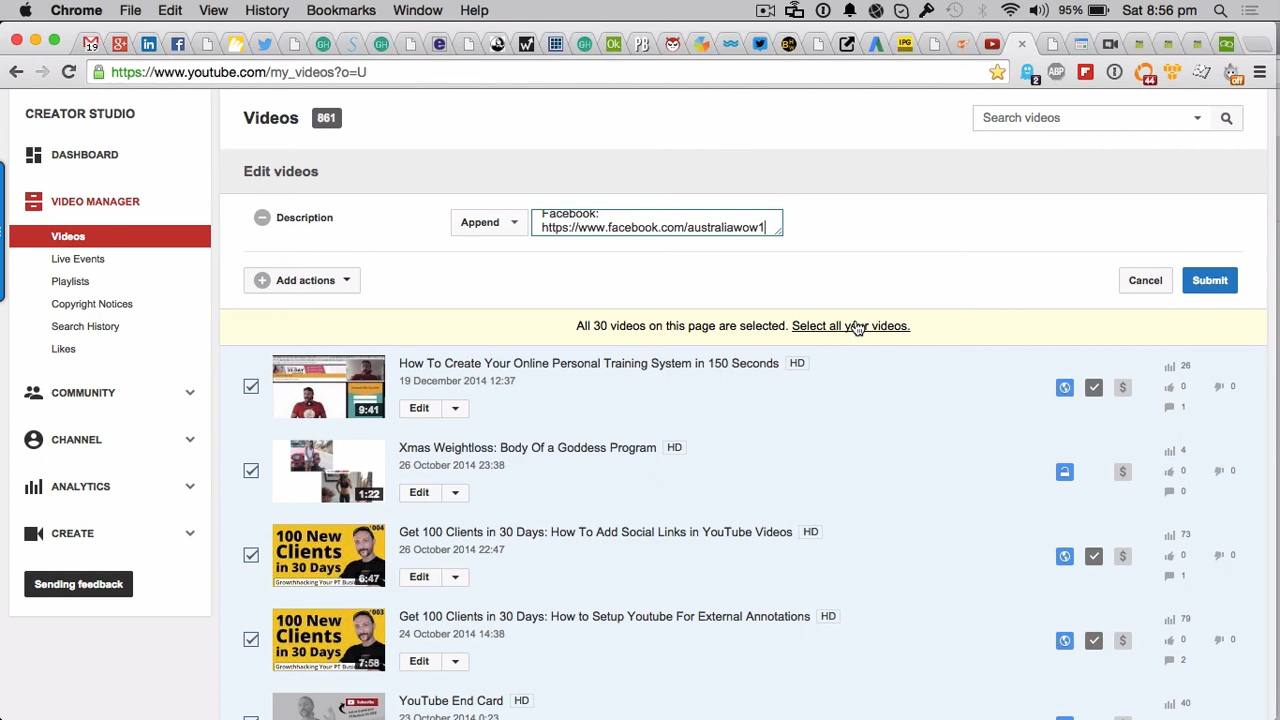 Chrome File Edit View History Bookmarks Window Help 95% Sat 8:56 pm
https://www.youtube.com/my_videos?o=U
CREATOR STUDIO
DASHBOARD
VIDEO MANAGER
Videos
Live Events
Playlists
Copyright Notices
Search History
Likes
COMMUNITY
CHANNEL
ANALYTICS
CREATE
Sending feedback
Videos 861
Search videos
Edit videos
Description
Append
Facebook:
https://www.facebook.com/australiawow1
Add actions
Cancel
Submit
All 30 videos on this page are selected. Select all your videos.
How To Create Your Online Personal Training System in 150 Seconds HD
19 December 2014 12:37
Edit
9:41
26
0 0
1
Xmas Weightloss: Body Of a Goddess Program HD
26 October 2014 23:38
Edit
1:22
4
0 0
0
Get 100 Clients in 30 Days: How To Add Social Links in YouTube Videos HD
26 October 2014 22:47
Edit
100 New
Clients
in 30 Days
6:47
73
0 0
1
Get 100 Clients in 30 Days: How to Setup Youtube For External Annotations HD
24 October 2014 14:38
Edit
100 New
Clients
in 30 Days
7:58
79
0 0
2
YouTube End Card HD
23 October 2014 0:23
40